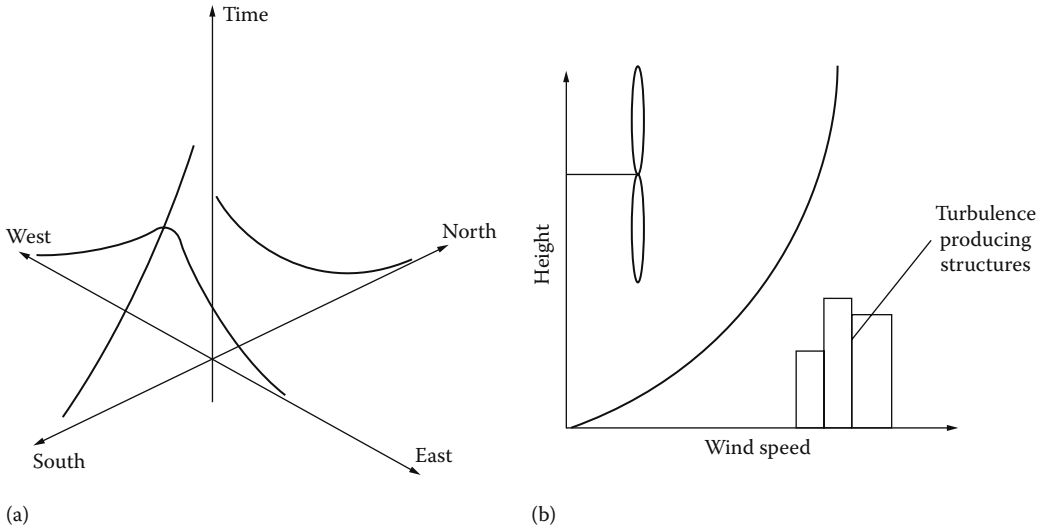 Time
West
North
South
East
(a)
Height
Turbulence
producing
structures
Wind speed
(b)